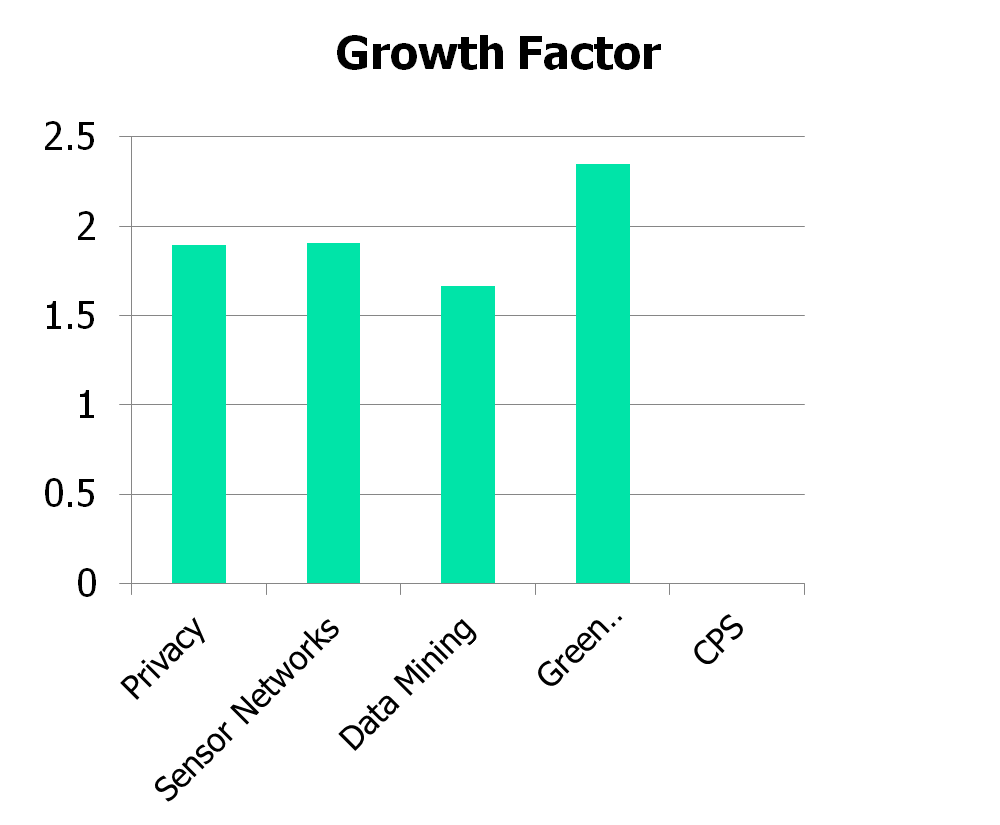 Growth Factor
2.5
2
1.5
1
0.5
0
Privacy
Sensor Networks
Data Mining
Green..
CPS